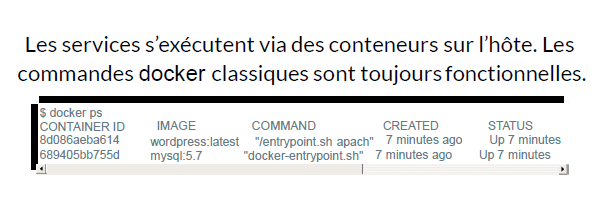 Les services s’exécutent via des conteneurs sur l’hôte. Les
commandes docker classiques sont toujours fonctionnelles.
$ docker ps
CONTAINER ID IMAGE COMMAND CREATED STATUS
8d086aeba614 wordpress:latest "/entrypoint.sh apach" 7 minutes ago Up 7 minutes
689405bb755d mysql:5.7 "docker-entrypoint.sh" 7 minutes ago Up 7 minutes